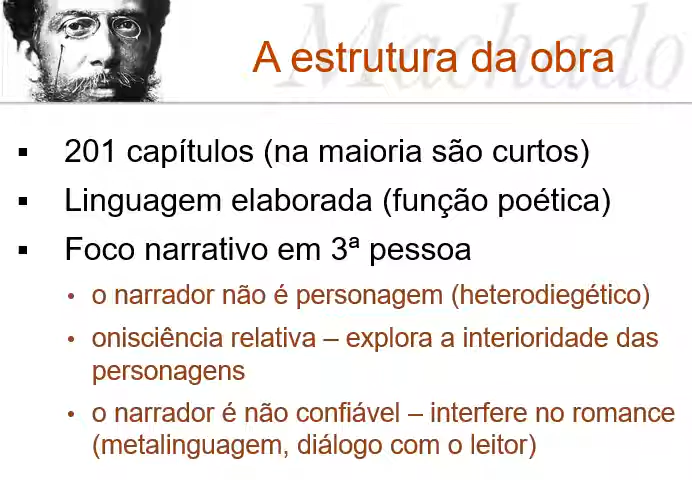 Machado
A estrutura da obra
▪ 201 capítulos (na maioria são curtos)
▪ Linguagem elaborada (função poética)
▪ Foco narrativo em 3ª pessoa
• o narrador não é personagem (heterodiegético)
• onisciência relativa – explora a interioridade das
personagens
• o narrador é não confiável – interfere no romance
(metalinguagem, diálogo com o leitor)